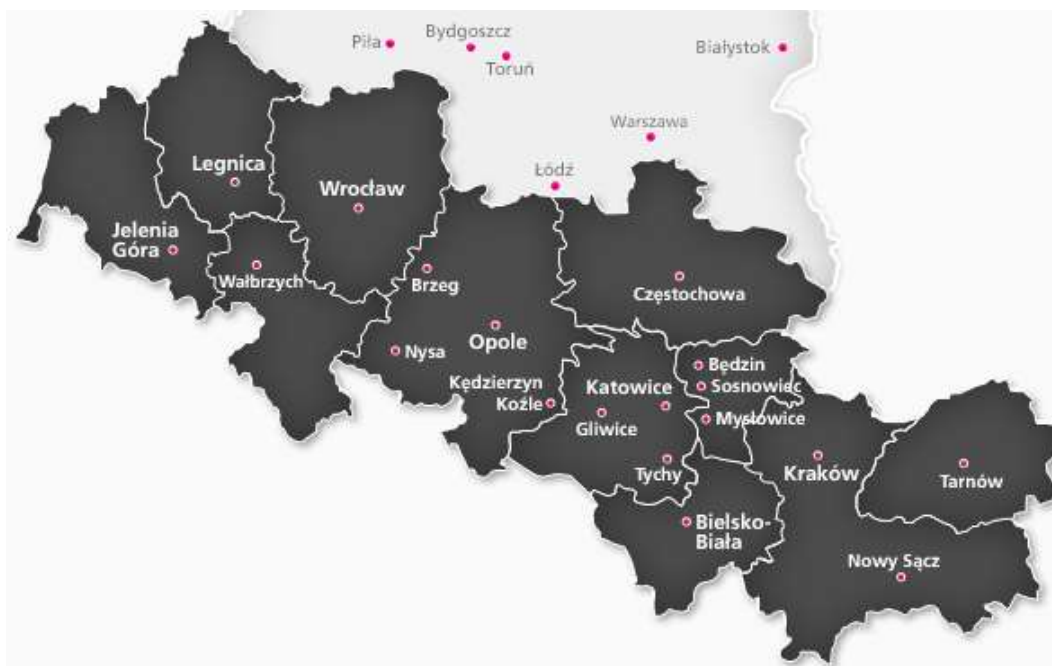 Piła
Bydgoszcz
Toruń
Białystok
Warszawa
Łódź
Legnica
Wrocław
Jelenia
Góra
Wałbrzych
Brzeg
Częstochowa
Opole
Nysa
Kędzierzyn
Koźle
Katowice
Gliwice
Tychy
Będzin
Sosnowiec
Mysłowice
Kraków
Tarnów
Bielsko-
Biała
Nowy Sącz